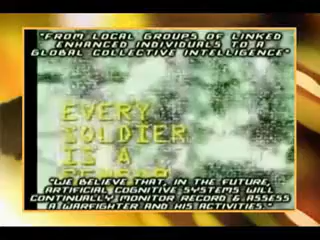 "FROM LOCAL GROUPS OF LINKED
ENHANCED INDIVIDUALS TO A
GLOBAL COLLECTIVE INTELLIGENCE"
EVERY
SOLDIER
IS A
"WE BELIEVE THAT, IN THE FUTURE,
ARTIFICIAL COGNITIVE SYSTEMS WILL
CONTINUALLY MONITOR RECORD & ASSESS
A WARFIGHTER AND HIS ACTIVITIES."